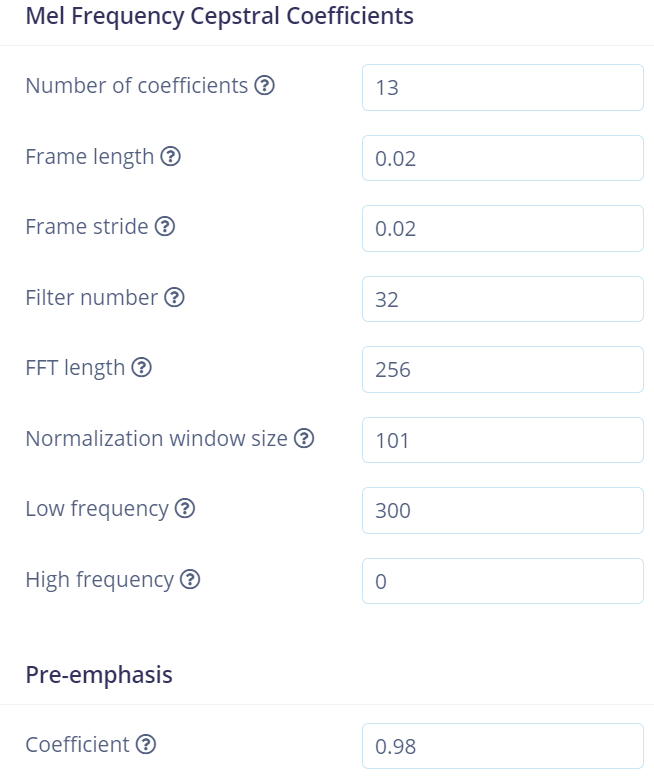 Mel Frequency Cepstral Coefficients
Number of coefficients ? 13
Frame length ? 0.02
Frame stride ? 0.02
Filter number ? 32
FFT length ? 256
Normalization window size ? 101
Low frequency ? 300
High frequency ? 0
Pre-emphasis
Coefficient ? 0.98